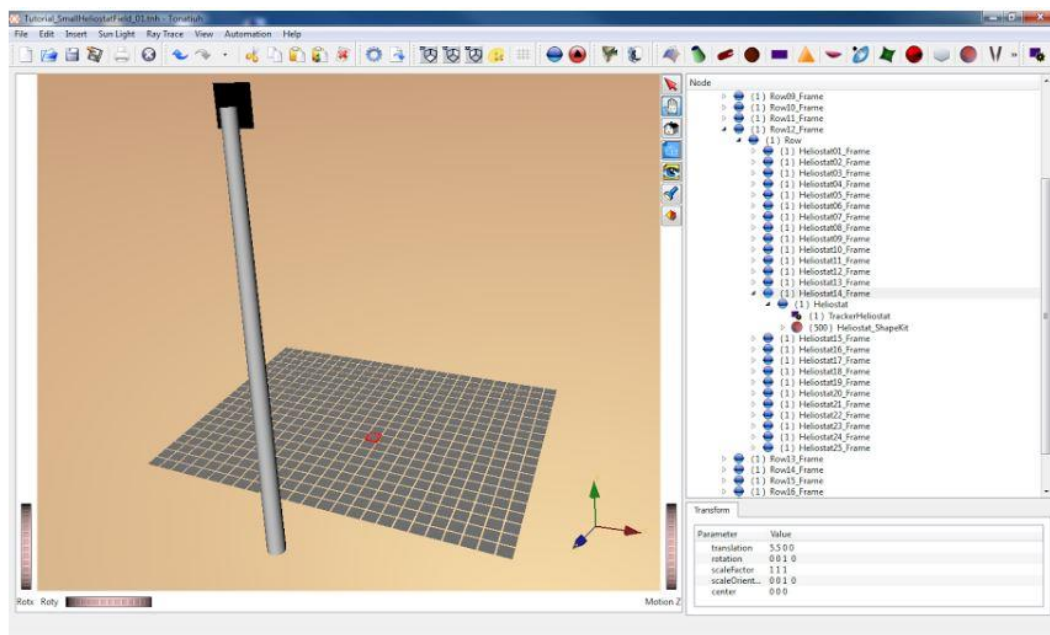 Tutorial_SmallHeliostatField_01.tnh - Tonatiuh
File Edit Insert Sun Light Ray Trace View Automation Help
Node
(1) Row09_Frame
(1) Row10_Frame
(1) Row11_Frame
(1) Row12_Frame
(1) Row
(1) Heliostat01_Frame
(1) Heliostat02_Frame
(1) Heliostat03_Frame
(1) Heliostat04_Frame
(1) Heliostat05_Frame
(1) Heliostat06_Frame
(1) Heliostat07_Frame
(1) Heliostat08_Frame
(1) Heliostat09_Frame
(1) Heliostat10_Frame
(1) Heliostat11_Frame
(1) Heliostat12_Frame
(1) Heliostat13_Frame
(1) Heliostat14_Frame
(1) Heliostat
(1) TrackerHeliostat
(500) Heliostat_ShapeKit
(1) Heliostat15_Frame
(1) Heliostat16_Frame
(1) Heliostat17_Frame
(1) Heliostat18_Frame
(1) Heliostat19_Frame
(1) Heliostat20_Frame
(1) Heliostat21_Frame
(1) Heliostat22_Frame
(1) Heliostat23_Frame
(1) Heliostat24_Frame
(1) Heliostat25_Frame
(1) Row13_Frame
(1) Row14_Frame
(1) Row15_Frame
(1) Row16_Frame
Transform
Parameter Value
translation 5.5 0 0
rotation 0 0 1 0
scaleFactor 1 1 1
scaleOrient... 0 0 1 0
center 0 0 0
Rotx Roty Motion Z